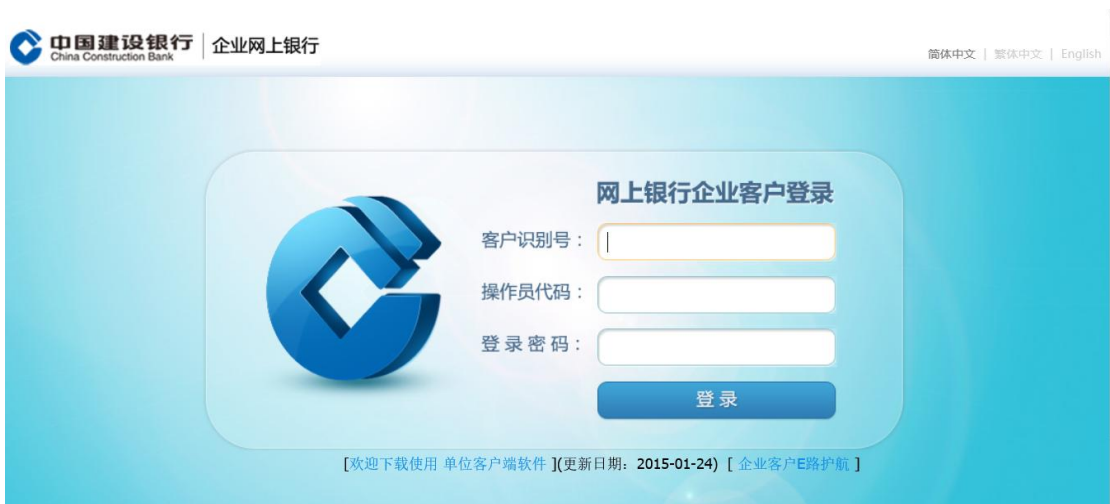 中国建设银行 企业网上银行
China Construction Bank
简体中文 | 繁体中文 | English
网上银行企业客户登录
客户识别号：
操作员代码：
登 录 密 码：
登 录
[欢迎下载使用 单位客户端软件 ](更新日期：2015-01-24) [ 企业客户E路护航 ]